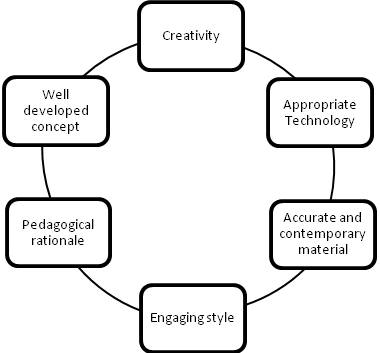 Creativity
Appropriate
Technology
Accurate and
contemporary
material
Engaging style
Pedagogical
rationale
Well
developed
concept